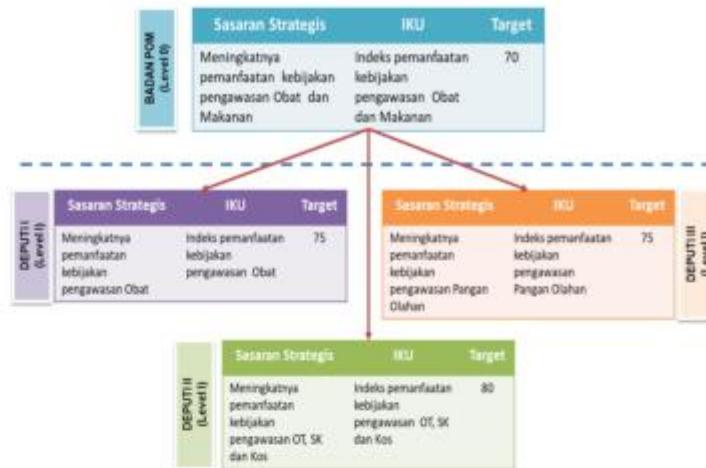 BADAN POM
(Level 0)
Sasaran Strategis IKU Target
Meningkatnya Indeks pemanfaatan 70
pemanfaatan kebijakan kebijakan
pengawasan Obat dan pengawasan Obat
Makanan dan Makanan
DEPUTI I
(Level I)
Sasaran Strategis IKU Target
Meningkatnya Indeks pemanfaatan 75
pemanfaatan kebijakan
kebijakan pengawasan Obat
pengawasan Obat
Sasaran Strategis IKU Target
Meningkatnya Indeks pemanfaatan 75
pemanfaatan kebijakan
kebijakan pengawasan
pengawasan Pangan Pangan Olahan
Olahan
DEPUTI III
(Level I)
DEPUTI II
(Level I)
Sasaran Strategis IKU Target
Meningkatnya Indeks pemanfaatan 80
pemanfaatan kebijakan
kebijakan pengawasan OT, SK
pengawasan OT, SK dan Kos
dan Kos